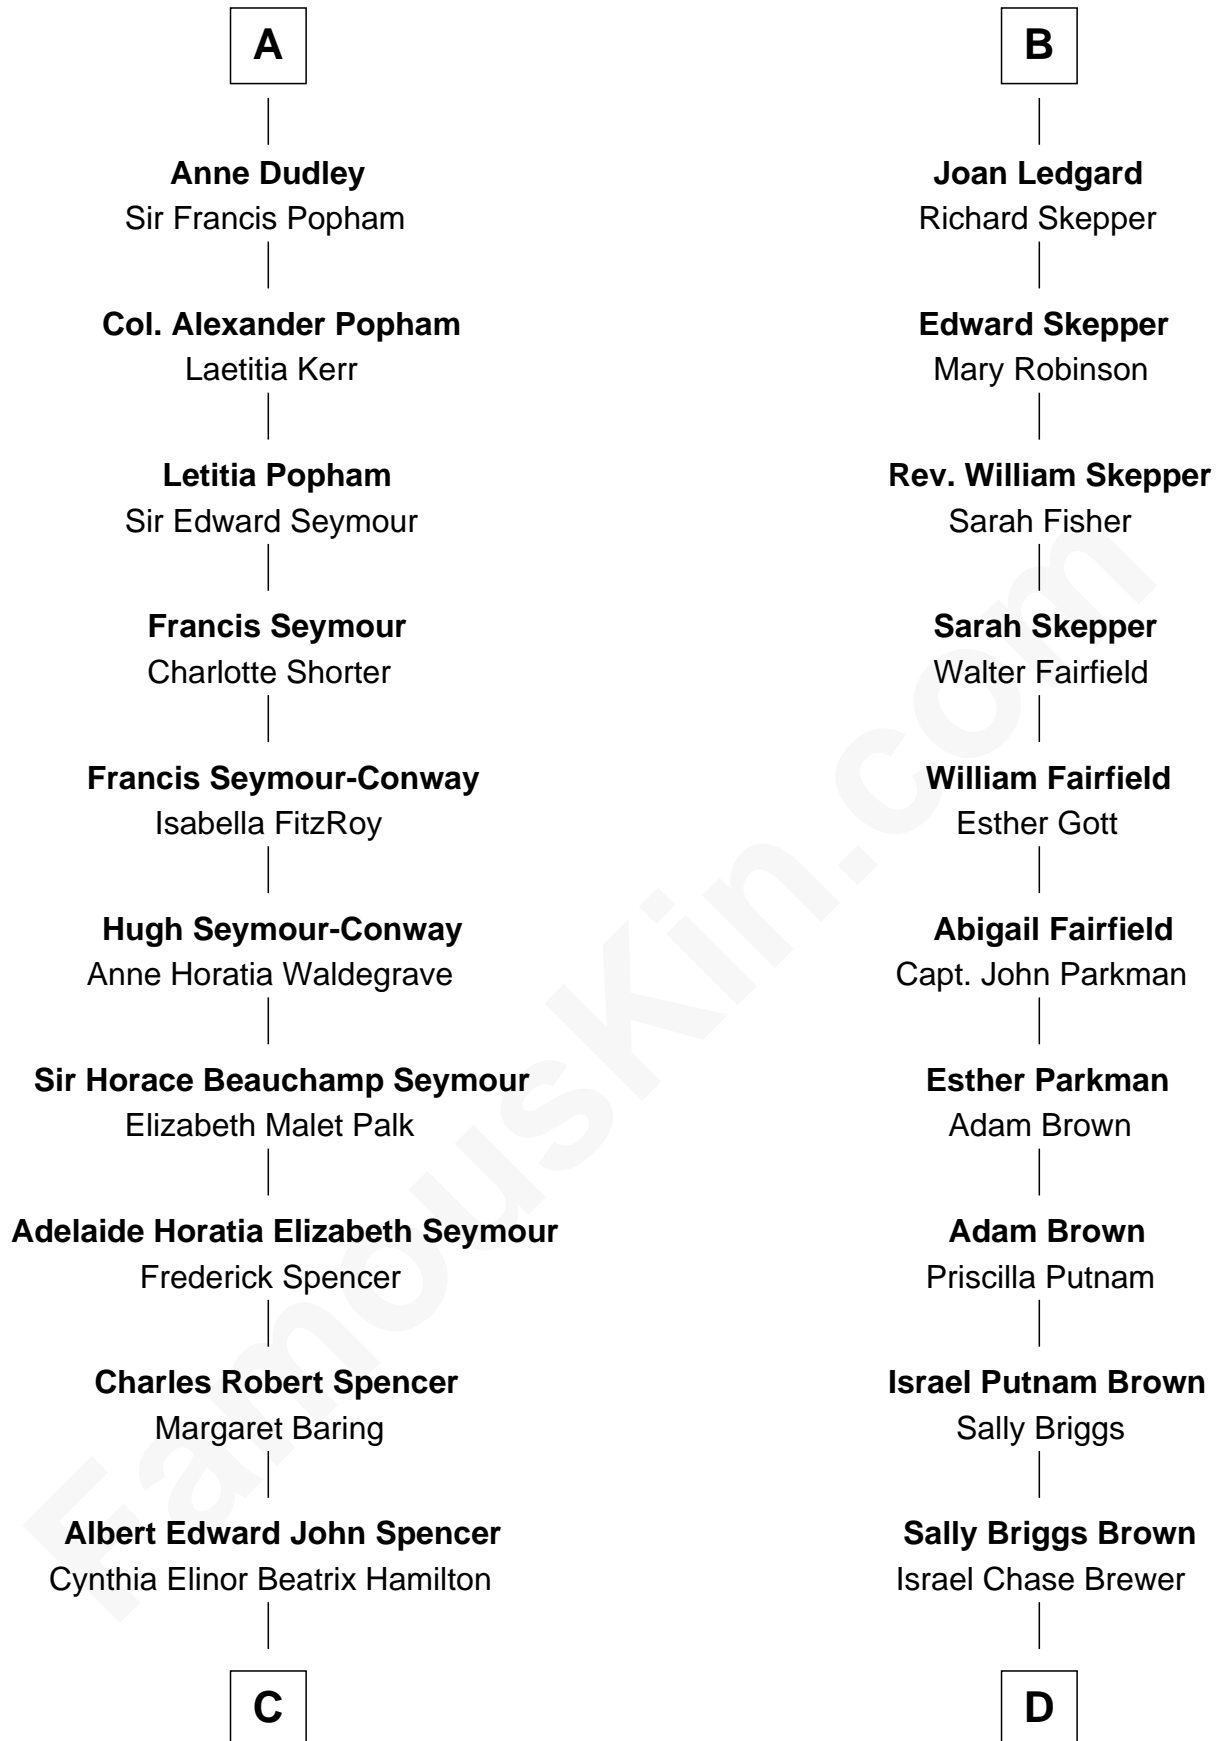 A
Anne Dudley
Sir Francis Popham
Col. Alexander Popham
Laetitia Kerr
Letitia Popham
Sir Edward Seymour
Francis Seymour
Charlotte Shorter
Francis Seymour-Conway
Isabella FitzRoy
Hugh Seymour-Conway
Anne Horatia Waldegrave
Sir Horace Beauchamp Seymour
Elizabeth Malet Palk
Adelaide Horatia Elizabeth Seymour
Frederick Spencer
Charles Robert Spencer
Margaret Baring
Albert Edward John Spencer
Cynthia Elinor Beatrix Hamilton
C
B
Joan Ledgard
Richard Skepper
Edward Skepper
Mary Robinson
Rev. William Skepper
Sarah Fisher
Sarah Skepper
Walter Fairfield
William Fairfield
Esther Gott
Abigail Fairfield
Capt. John Parkman
Esther Parkman
Adam Brown
Adam Brown
Priscilla Putnam
Israel Putnam Brown
Sally Briggs
Sally Briggs Brown
Israel Chase Brewer
D
FamousKin.com